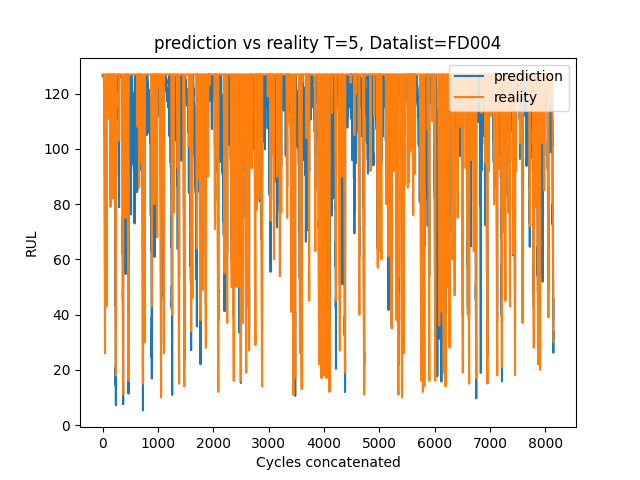 prediction vs reality T=5, Datalist=FD004
prediction
reality
RUL
120
100
80
60
40
20
0
0 1000 2000 3000 4000 5000 6000 7000 8000
Cycles concatenated